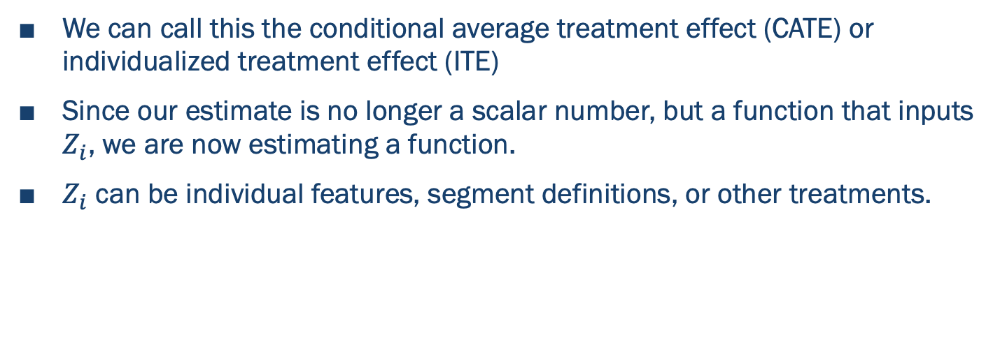 ■ We can call this the conditional average treatment effect (CATE) or
individualized treatment effect (ITE)
■ Since our estimate is no longer a scalar number, but a function that inputs
Zᵢ, we are now estimating a function.
■ Zᵢ can be individual features, segment definitions, or other treatments.